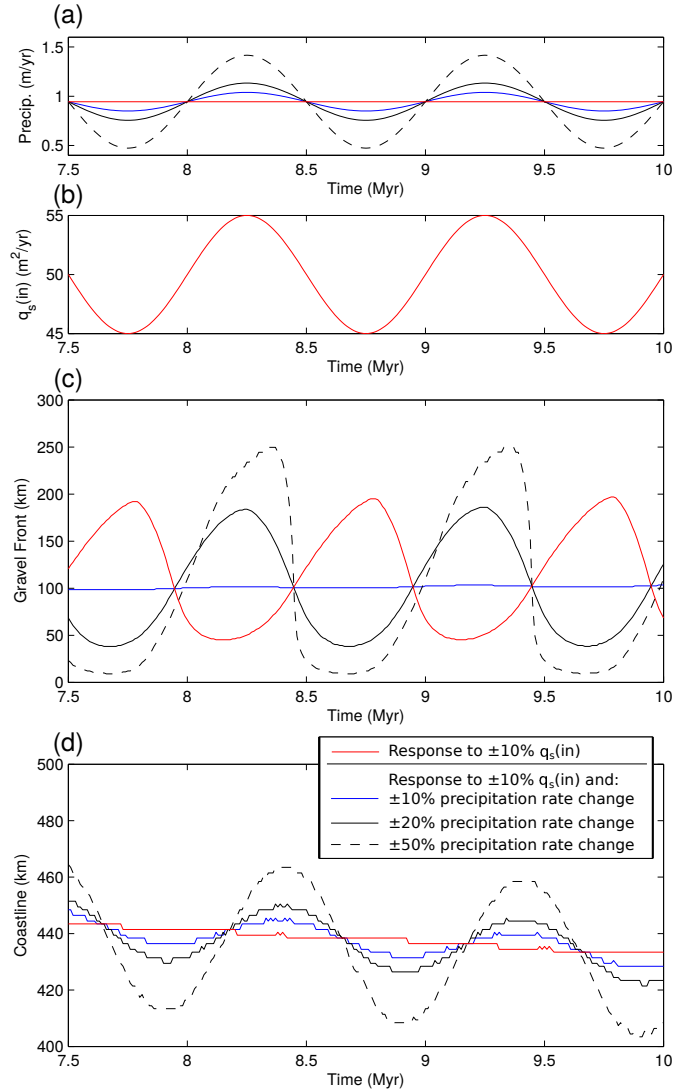 (a)
Precip. (m/yr)
1.5
1
0.5
7.5 8 8.5 9 9.5 10
Time (Myr)
(b)
qs(in) (m²/yr)
55
50
45
7.5 8 8.5 9 9.5 10
Time (Myr)
(c)
Gravel Front (km)
300
250
200
150
100
50
0
7.5 8 8.5 9 9.5 10
Time (Myr)
(d)
Response to ±10% qs(in)
Response to ±10% qs(in) and:
±10% precipitation rate change
±20% precipitation rate change
±50% precipitation rate change
Coastline (km)
500
480
460
440
420
400
7.5 8 8.5 9 9.5 10
Time (Myr)